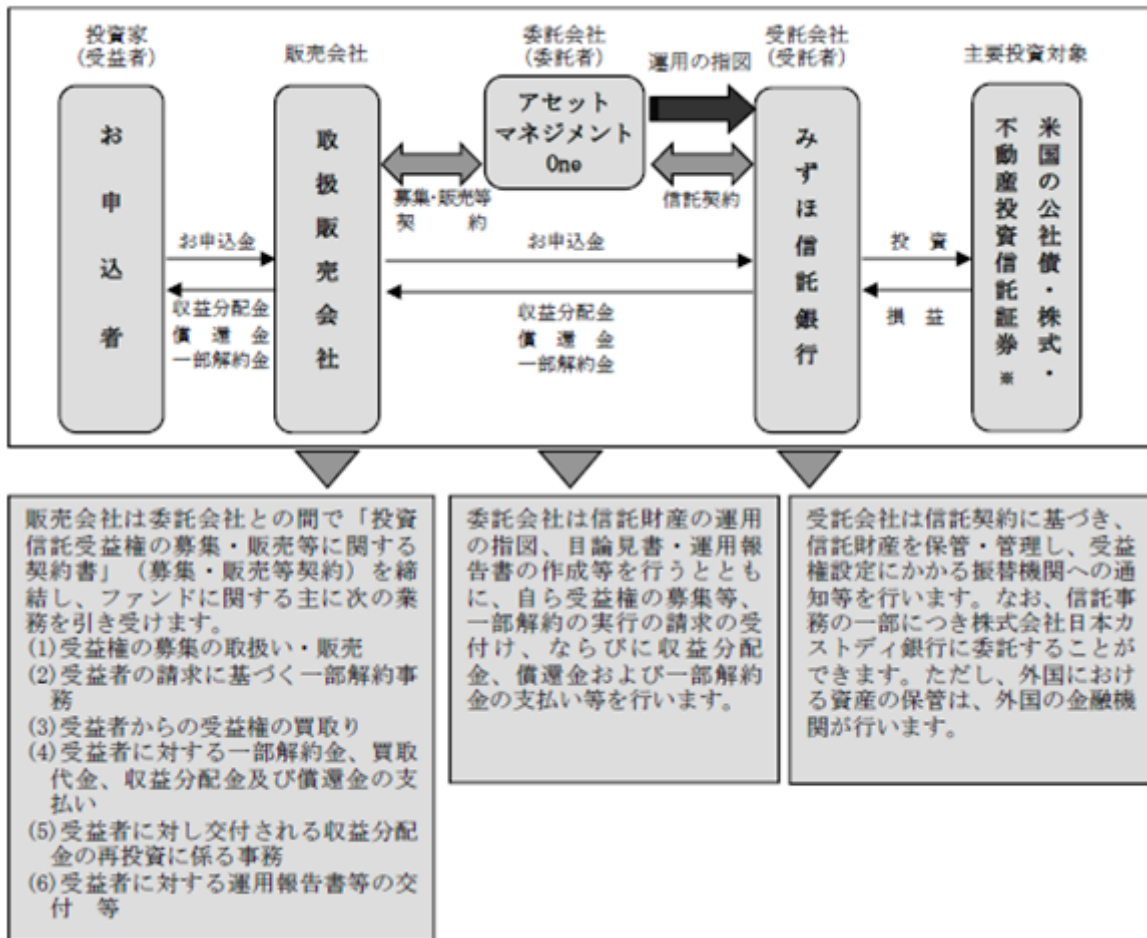 投資家
(受益者)
お申込者
販売会社
取扱販売会社
委託会社
(委託者)
アセット
マネジメント
One
運用の指図
受託会社
(受託者)
みずほ信託銀行
主要投資対象
米国の公社債・株式・
不動産投資信託証券※
募集・販売等
契　約
信託契約
お申込金
収益分配金
償　還　金
一部解約金
お申込金
収益分配金
償　還　金
一部解約金
投　資
損　益
販売会社は委託会社との間で「投資
信託受益権の募集・販売等に関する
契約書」（募集・販売等契約）を締
結し、ファンドに関する主に次の業
務を引き受けます。
(1)受益権の募集の取扱い・販売
(2)受益者の請求に基づく一部解約事
務
(3)受益者からの受益権の買取り
(4)受益者に対する一部解約金、買取
代金、収益分配金及び償還金の支
払い
(5)受益者に対し交付される収益分配
金の再投資に係る事務
(6)受益者に対する運用報告書等の交
付　等
委託会社は信託財産の運用
の指図、目論見書・運用報
告書の作成等を行うととも
に、自ら受益権の募集等、
一部解約の実行の請求の受
付け、ならびに収益分配
金、償還金および一部解約
金の支払い等を行います。
受託会社は信託契約に基づき、
信託財産を保管・管理し、受益
権設定にかかる振替機関への通
知等を行います。なお、信託事
務の一部につき株式会社日本カ
ストディ銀行に委託することが
できます。ただし、外国におけ
る資産の保管は、外国の金融機
関が行います。